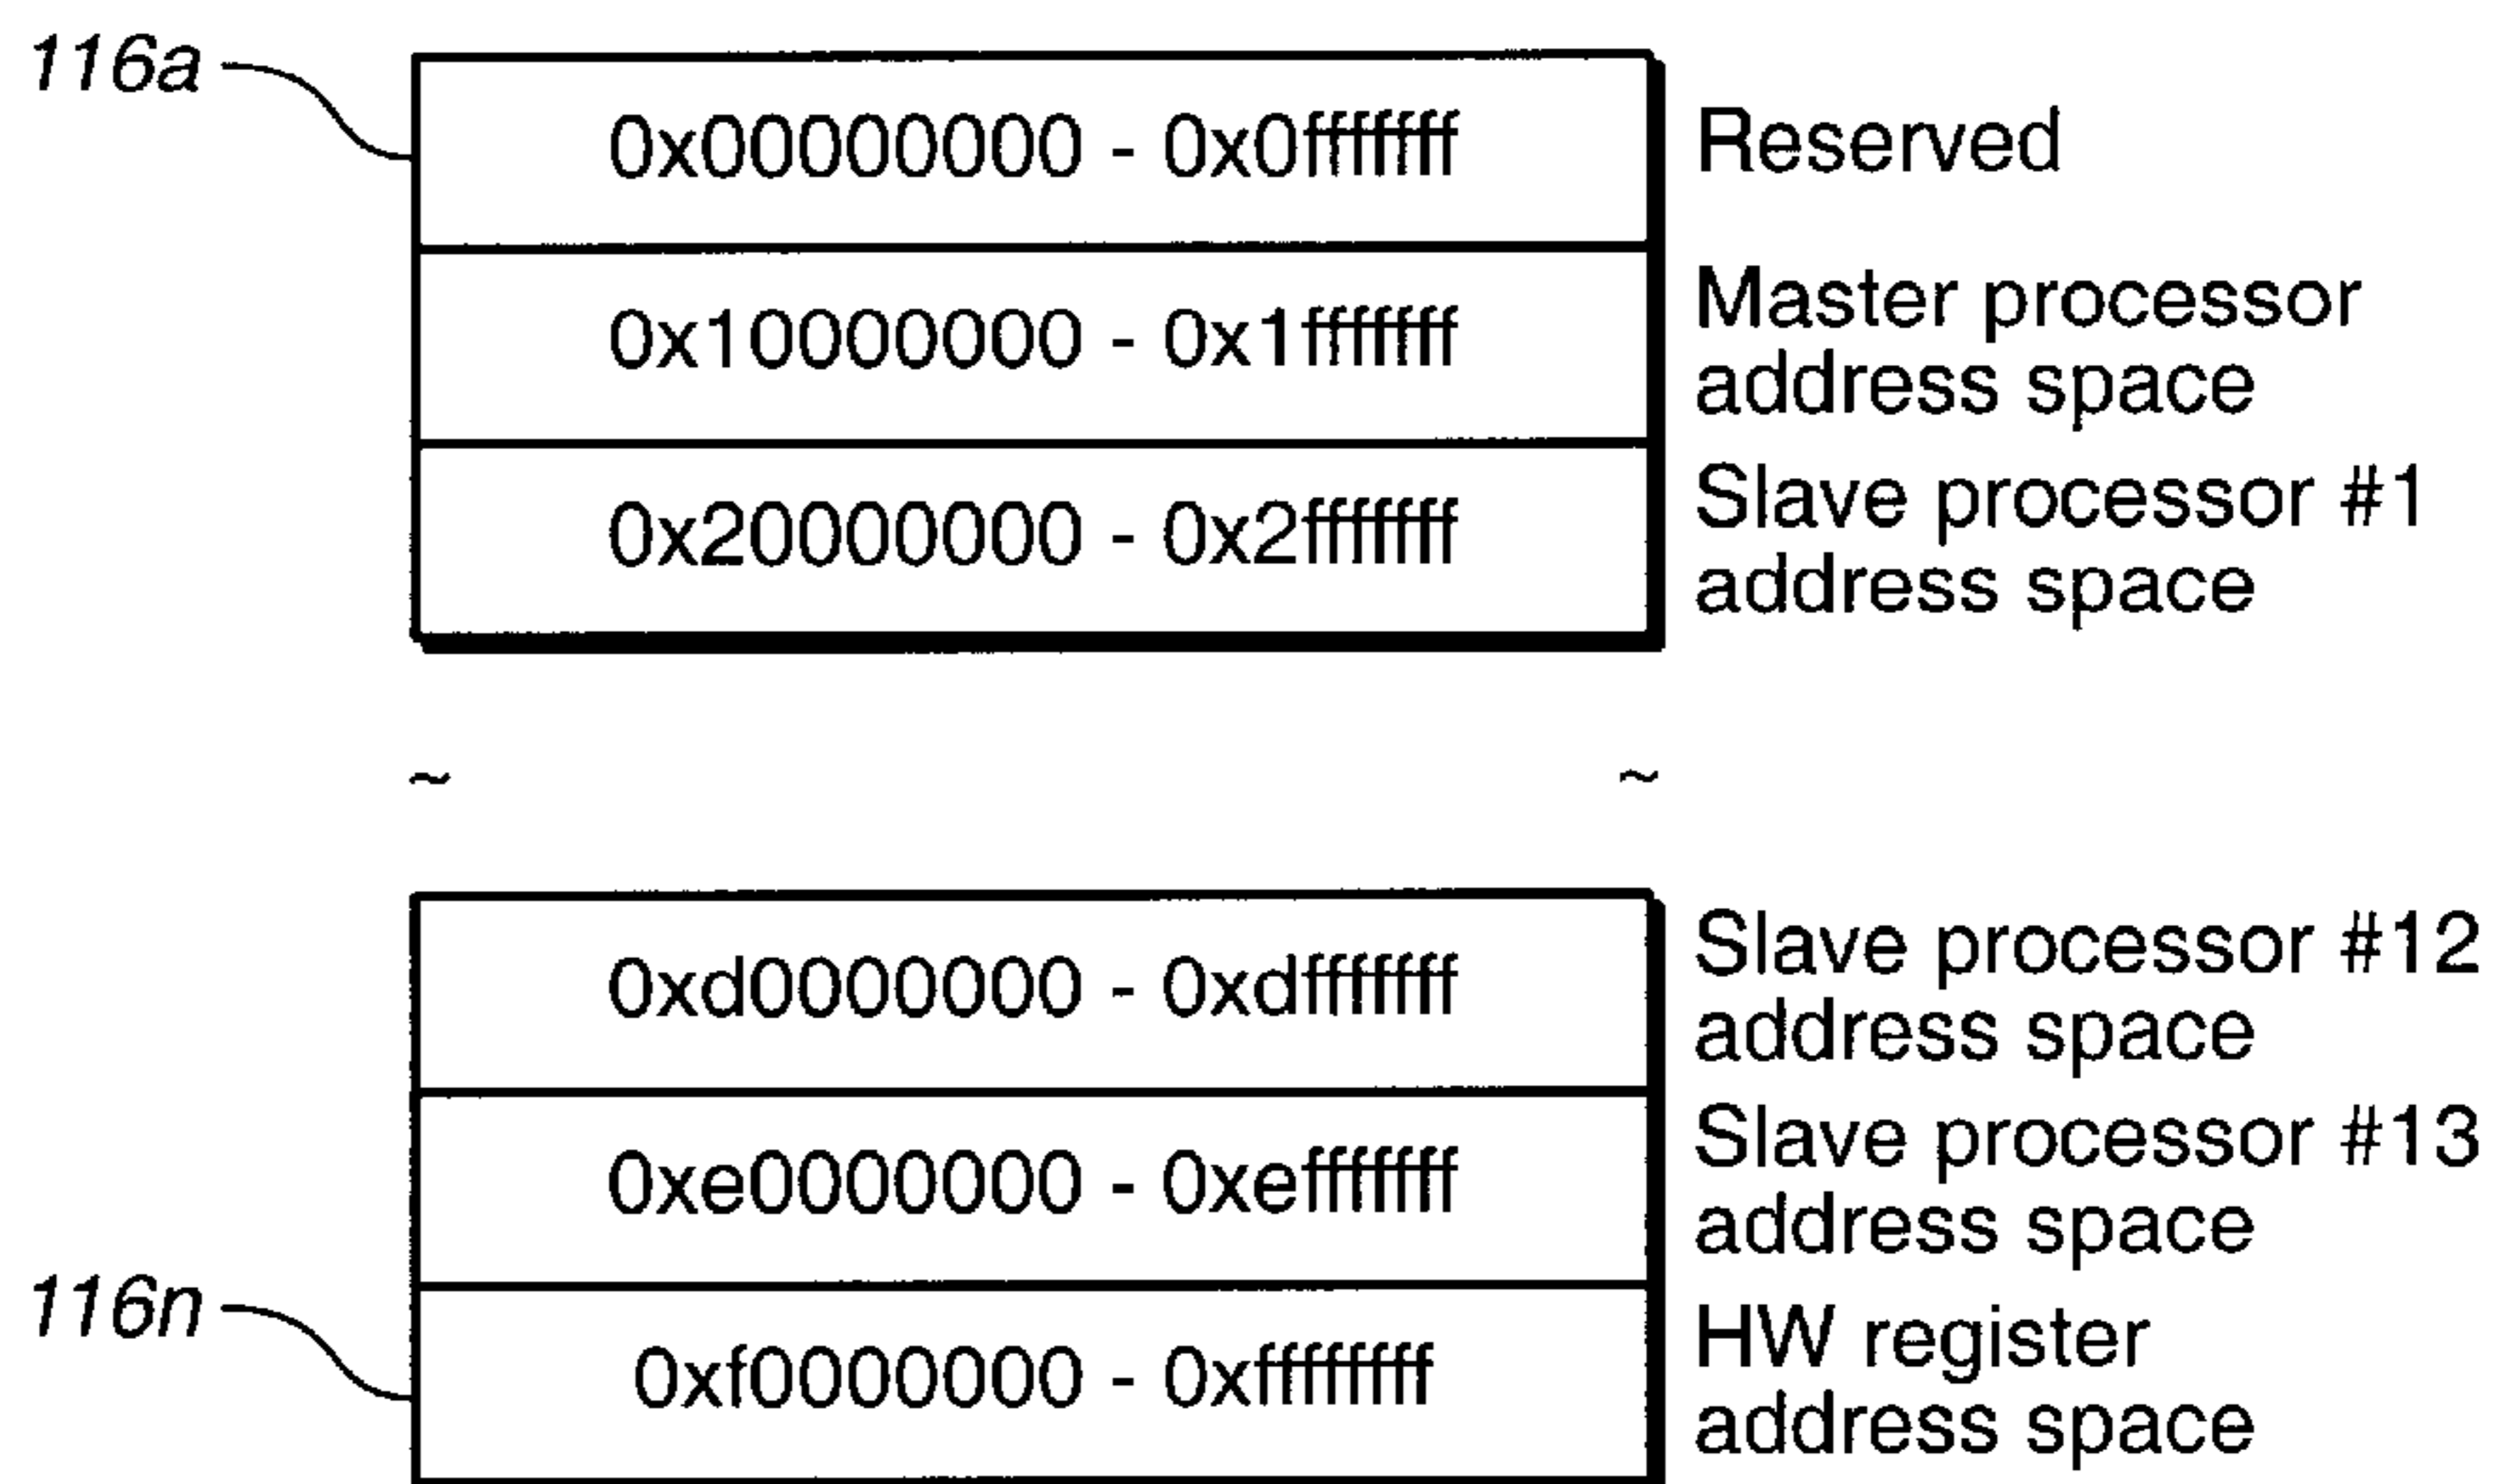 116a
0x00000000 - 0x0fffffff
Reserved
0x10000000 - 0x1fffffff
Master processor
address space
0x20000000 - 0x2fffffff
Slave processor #1
address space
~ ~
0xd0000000 - 0xdfffffff
Slave processor #12
address space
0xe0000000 - 0xefffffff
Slave processor #13
address space
116n
0xf0000000 - 0xffffffff
HW register
address space